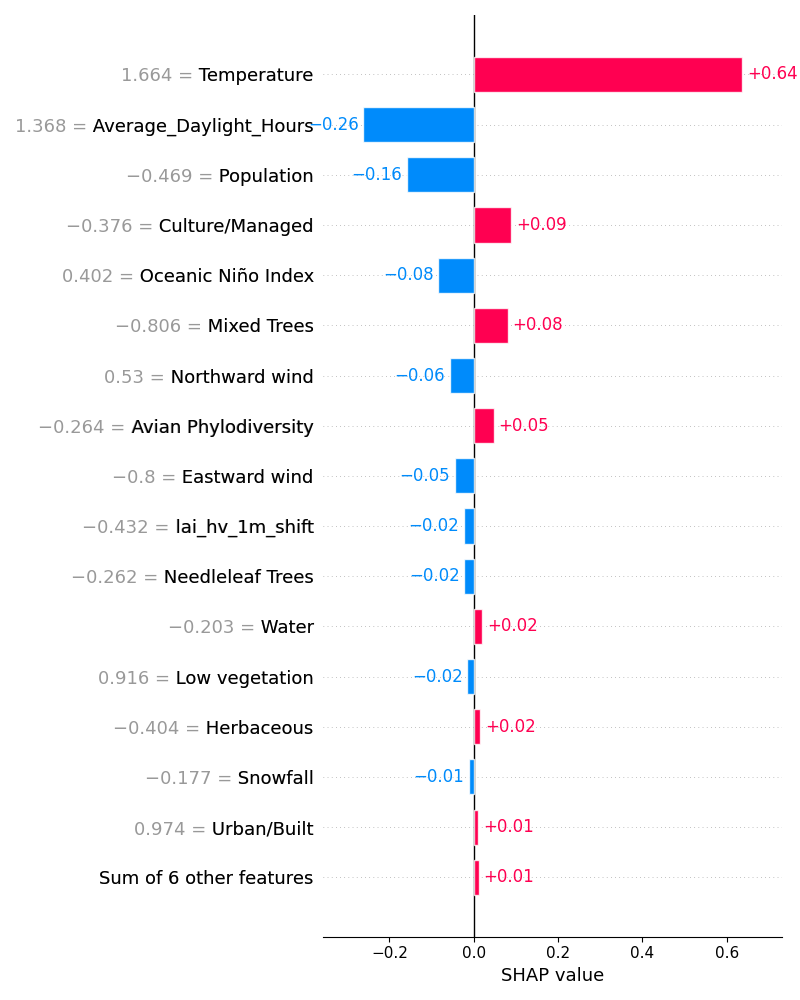 1.664 = Temperature +0.64
1.368 = Average_Daylight_Hours −0.26
−0.469 = Population −0.16
−0.376 = Culture/Managed +0.09
0.402 = Oceanic Niño Index −0.08
−0.806 = Mixed Trees +0.08
0.53 = Northward wind −0.06
−0.264 = Avian Phylodiversity +0.05
−0.8 = Eastward wind −0.05
−0.432 = lai_hv_1m_shift −0.02
−0.262 = Needleleaf Trees −0.02
−0.203 = Water +0.02
0.916 = Low vegetation −0.02
−0.404 = Herbaceous +0.02
−0.177 = Snowfall −0.01
0.974 = Urban/Built +0.01
Sum of 6 other features +0.01
−0.2 0.0 0.2 0.4 0.6
SHAP value